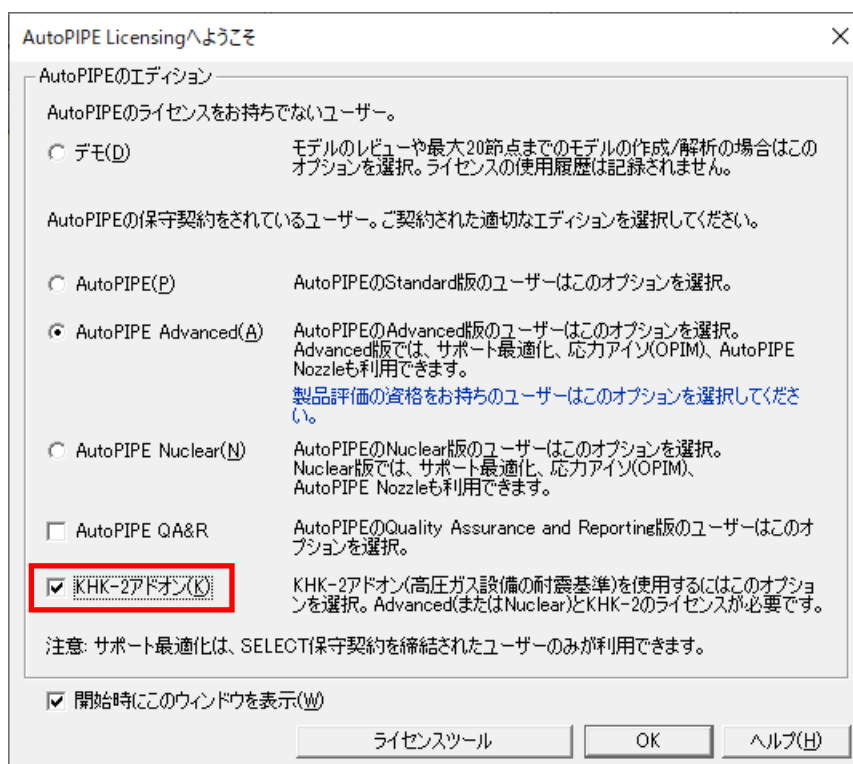 AutoPIPE Licensingへようこそ
AutoPIPEのエディション
AutoPIPEのライセンスをお持ちでないユーザー。
デモ(D)
モデルのレビューや最大20節点までのモデルの作成/解析の場合はこの
オプションを選択。ライセンスの使用履歴は記録されません。
AutoPIPEの保守契約をされているユーザー。ご契約された適切なエディションを選択してください。
AutoPIPE(P)
AutoPIPEのStandard版のユーザーはこのオプションを選択。
AutoPIPE Advanced(A)
AutoPIPEのAdvanced版のユーザーはこのオプションを選択。
Advanced版では、サポート最適化、応力アイソ(OPIM)、AutoPIPE
Nozzleも利用できます。
製品評価の資格をお持ちのユーザーはこのオプションを選択してくださ
い。
AutoPIPE Nuclear(N)
AutoPIPEのNuclear版のユーザーはこのオプションを選択。
Nuclear版では、サポート最適化、応力アイソ(OPIM)、
AutoPIPE Nozzleも利用できます。
AutoPIPE QA&R
AutoPIPEのQuality Assurance and Reporting版のユーザーはこのオ
プションを選択。
KHK-2アドオン(K)
KHK-2アドオン(高圧ガス設備の耐震基準)を使用するにはこのオプショ
ンを選択。Advanced(またはNuclear)とKHK-2のライセンスが必要です。
注意: サポート最適化は、SELECT保守契約を締結されたユーザーのみが利用できます。
開始時にこのウィンドウを表示(W)
ライセンスツール
OK
ヘルプ(H)